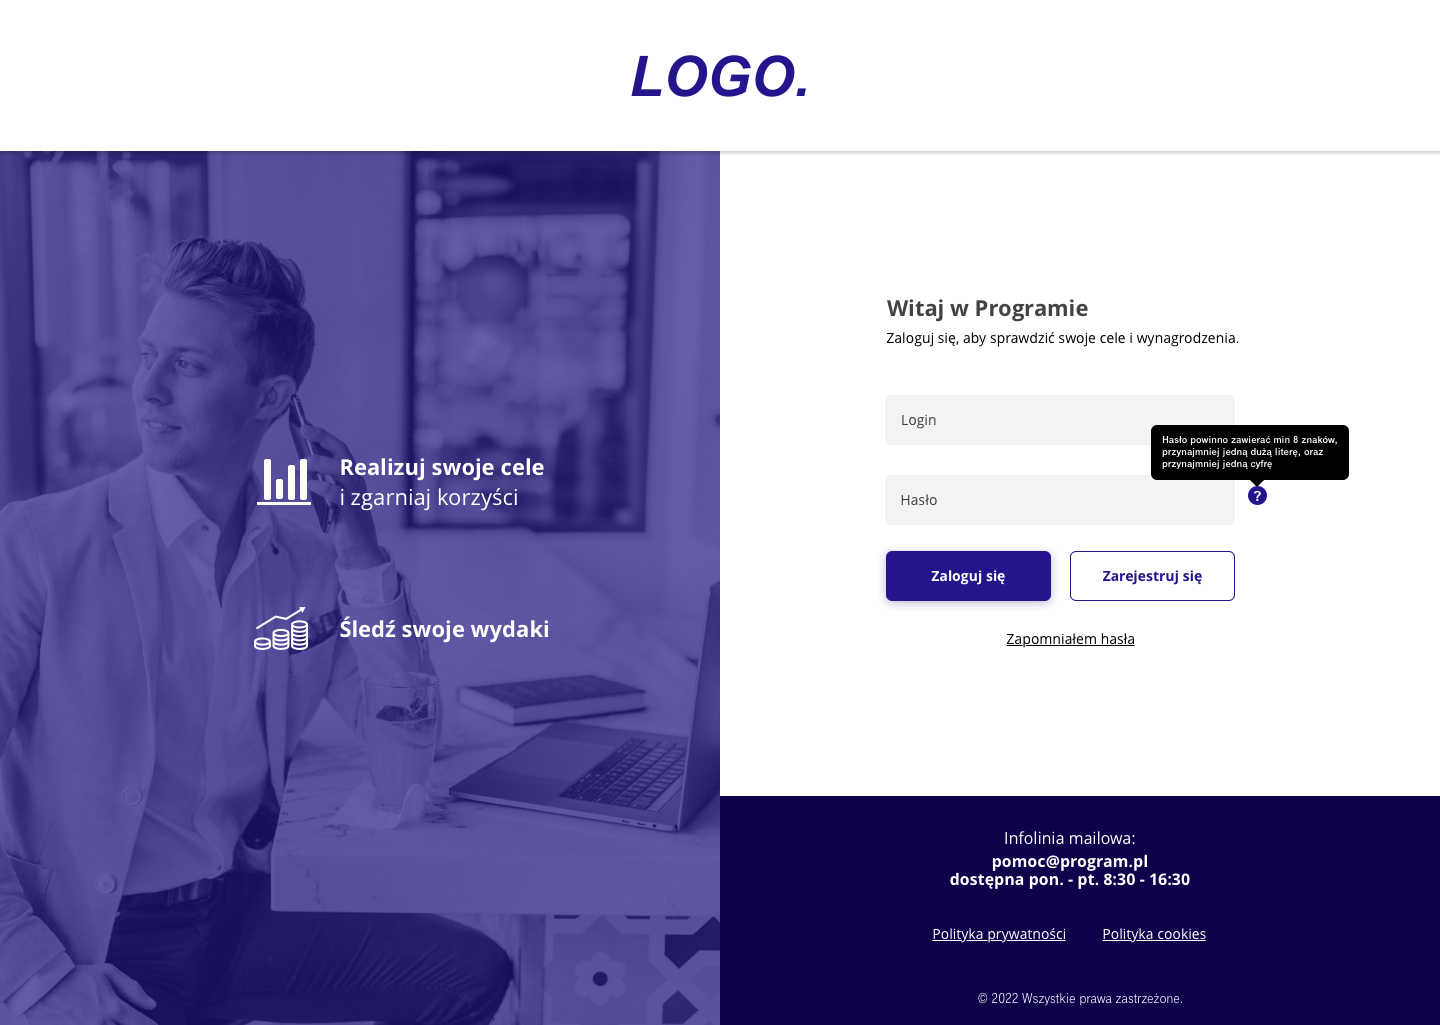 LOGO.
Realizuj swoje cele
i zgarniaj korzyści
Śledź swoje wydaki
Witaj w Programie
Zaloguj się, aby sprawdzić swoje cele i wynagrodzenia.
Login
Hasło powinno zawierać min 8 znaków,
przynajmniej jedną dużą literę, oraz
przynajmniej jedną cyfrę
Hasło
?
Zaloguj się
Zarejestruj się
Zapomniałem hasła
Infolinia mailowa:
pomoc@program.pl
dostępna pon. - pt. 8:30 - 16:30
Polityka prywatności
Polityka cookies
© 2022 Wszystkie prawa zastrzeżone.